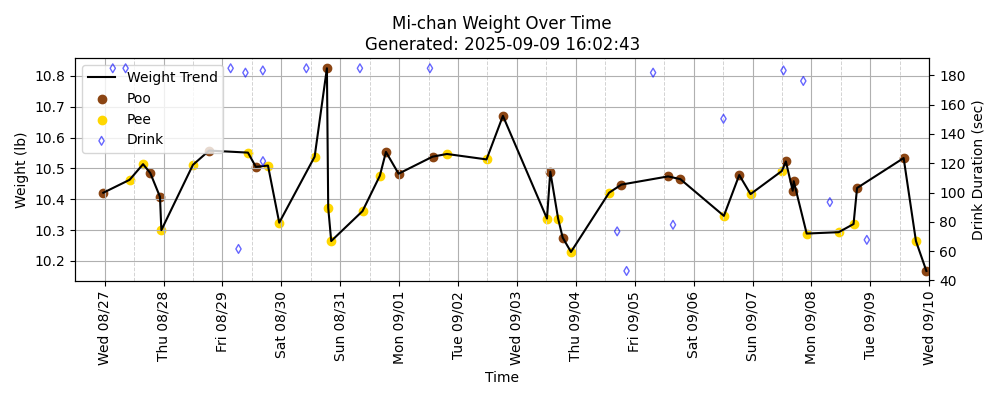 Mi-chan Weight Over Time
Generated: 2025-09-09 16:02:43
Weight (lb)
10.8
10.7
10.6
10.5
10.4
10.3
10.2
Weight Trend
Poo
Pee
Drink
180
160
140
120
100
80
60
40
Drink Duration (sec)
Wed 08/27
Thu 08/28
Fri 08/29
Sat 08/30
Sun 08/31
Mon 09/01
Tue 09/02
Wed 09/03
Thu 09/04
Fri 09/05
Sat 09/06
Sun 09/07
Mon 09/08
Tue 09/09
Wed 09/10
Time